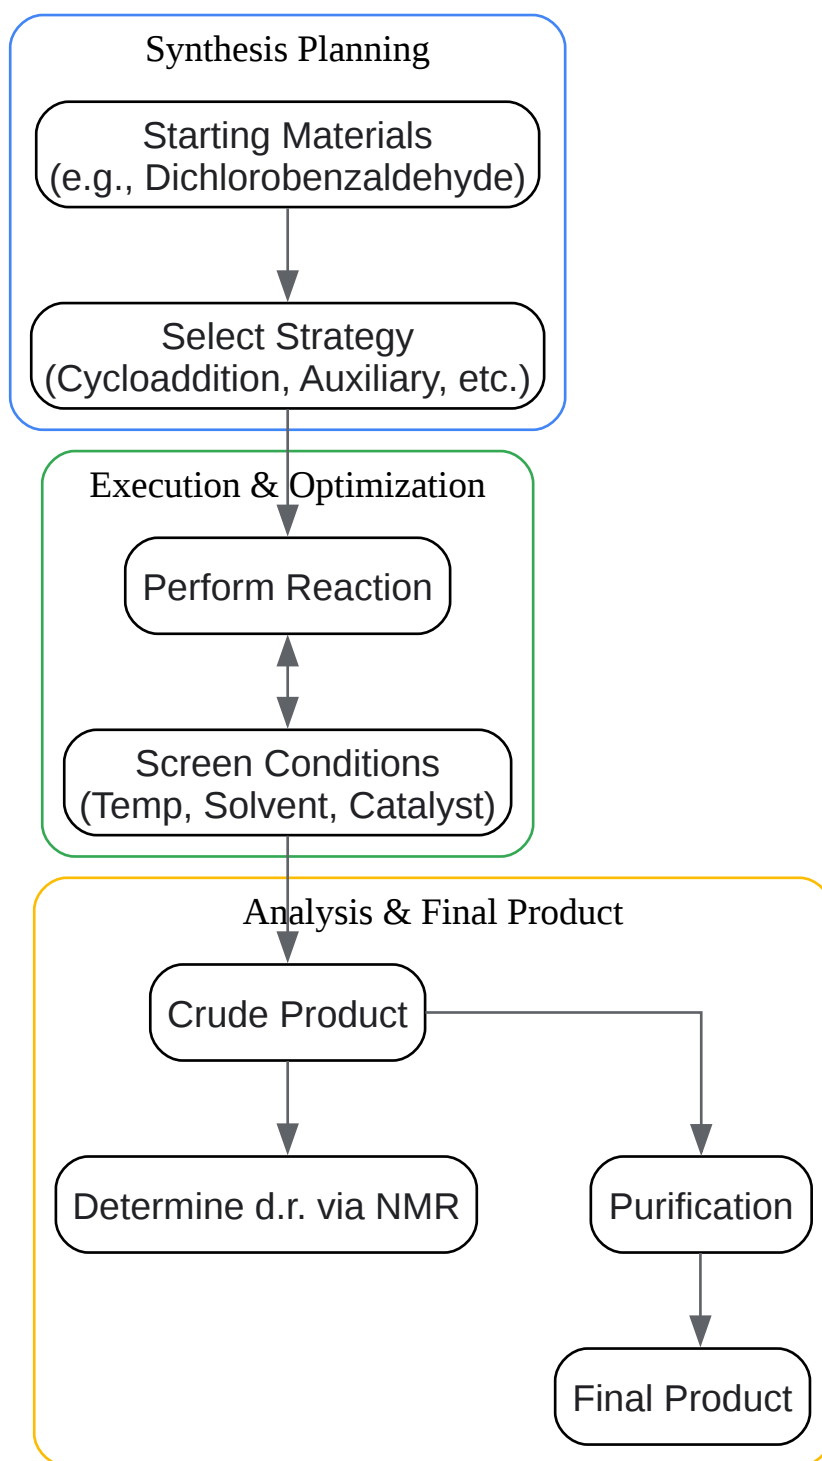 Synthesis Planning
Starting Materials
(e.g., Dichlorobenzaldehyde)
Select Strategy
(Cycloaddition, Auxiliary, etc.)
Execution & Optimization
Perform Reaction
Screen Conditions
(Temp, Solvent, Catalyst)
Analysis & Final Product
Crude Product
Determine d.r. via NMR
Purification
Final Product